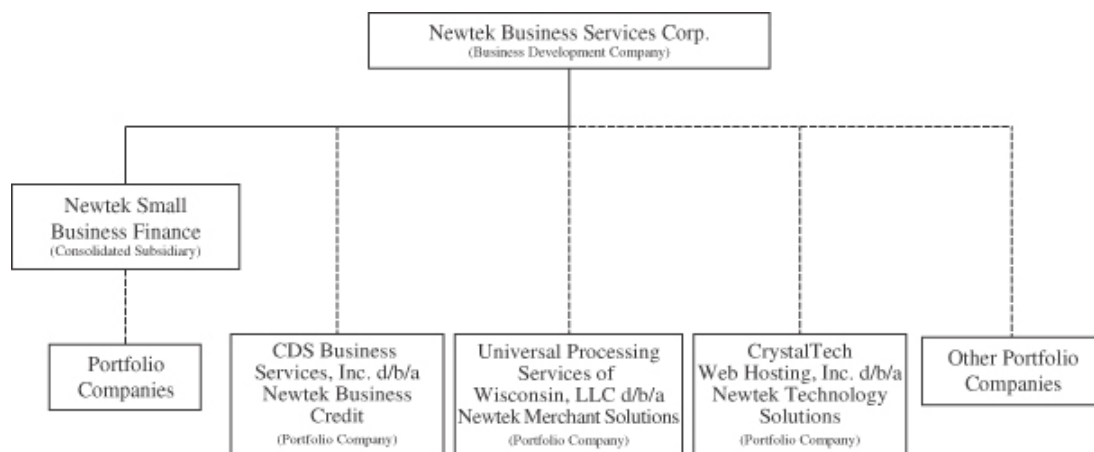 Newtek Business Services Corp.
(Business Development Company)
Newtek Small
Business Finance
(Consolidated Subsidiary)
Portfolio
Companies
CDS Business
Services, Inc. d/b/a
Newtek Business
Credit
(Portfolio Company)
Universal Processing
Services of
Wisconsin, LLC d/b/a
Newtek Merchant Solutions
(Portfolio Company)
CrystalTech
Web Hosting, Inc. d/b/a
Newtek Technology
Solutions
(Portfolio Company)
Other Portfolio
Companies